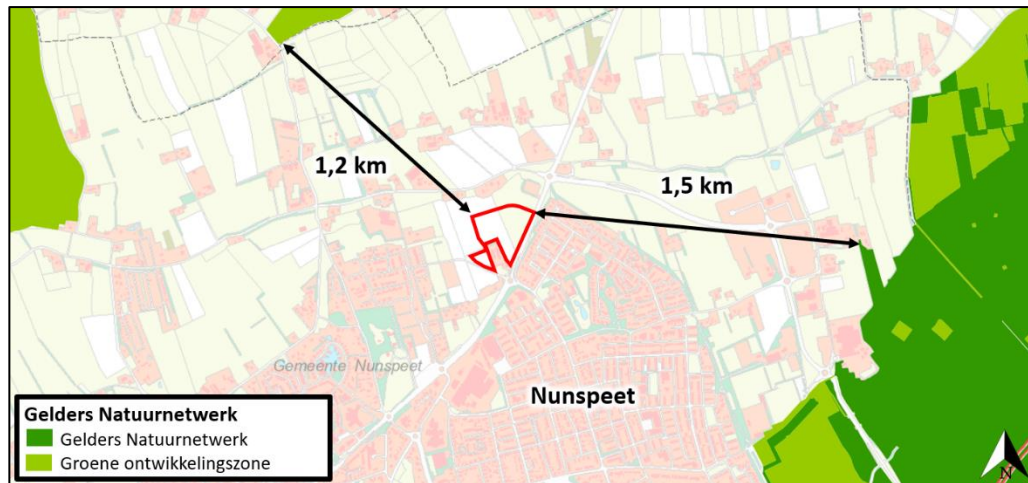 1,2 km
1,5 km
Gemeente Nunspeet
Nunspeet
Gelders Natuurnetwerk
Gelders Natuurnetwerk
Groene ontwikkelingszone
N